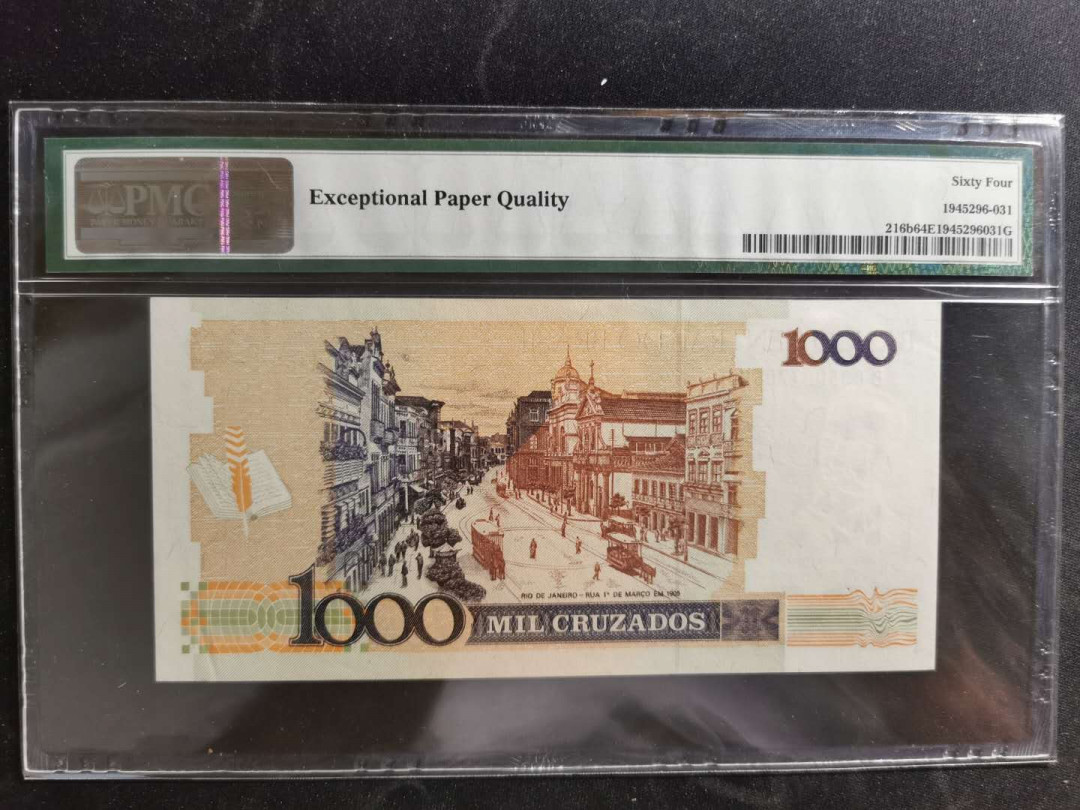 PMG
Exceptional Paper Quality
Sixty Four
1945296-031
216b64E1945296031G
1000
RIO DE JANEIRO - RUA 1º DE MARÇO EM 1905
1000
MIL CRUZADOS